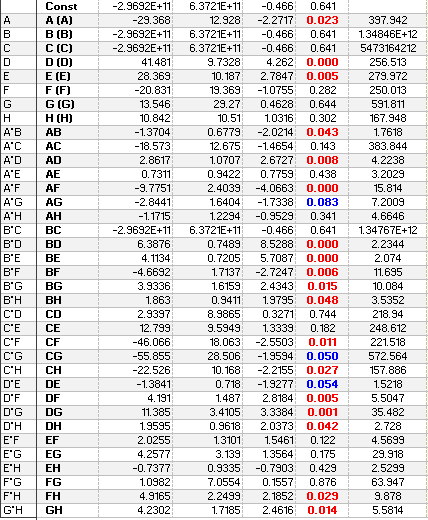 Const -2.9692E+11 6.3721E+11 -0.466 0.641
A A (A) -29.368 12.928 -2.2717 0.023 397.942
B B (B) -2.9692E+11 6.3721E+11 -0.466 0.641 1.34846E+12
C C (C) -2.9692E+11 6.3721E+11 -0.466 0.641 5473164212
D D (D) 41.481 9.7328 4.262 0.000 256.513
E E (E) 28.369 10.187 2.7847 0.005 279.972
F F (F) -20.831 19.369 -1.0755 0.282 250.013
G G (G) 13.546 29.27 0.4628 0.644 591.811
H H (H) 10.842 10.51 1.0316 0.302 167.948
A*B AB -1.3704 0.6779 -2.0214 0.043 1.7618
A*C AC -18.573 12.675 -1.4654 0.143 383.844
A*D AD 2.8617 1.0707 2.6727 0.008 4.2238
A*E AE 0.7311 0.9422 0.7759 0.438 3.2029
A*F AF -9.7751 2.4039 -4.0663 0.000 15.814
A*G AG -2.8441 1.6404 -1.7338 0.083 7.2009
A*H AH -1.1715 1.2294 -0.9529 0.341 4.6646
B*C BC -2.9692E+11 6.3721E+11 -0.466 0.641 1.34767E+12
B*D BD 6.3876 0.7489 8.5288 0.000 2.2344
B*E BE 4.1134 0.7205 5.7087 0.000 2.074
B*F BF -4.6692 1.7137 -2.7247 0.006 11.695
B*G BG 3.9336 1.6159 2.4343 0.015 10.084
B*H BH 1.863 0.9411 1.9795 0.048 3.5352
C*D CD 2.9397 8.9865 0.3271 0.744 218.94
C*E CE 12.799 9.5949 1.3339 0.182 248.612
C*F CF -46.066 18.063 -2.5503 0.011 221.518
C*G CG -55.855 28.506 -1.9594 0.050 572.564
C*H CH -22.526 10.168 -2.2155 0.027 157.886
D*E DE -1.3841 0.718 -1.9277 0.054 1.5218
D*F DF 4.191 1.487 2.8184 0.005 5.5047
D*G DG 11.385 3.4105 3.3384 0.001 35.482
D*H DH 1.9595 0.9618 2.0373 0.042 2.728
E*F EF 2.0255 1.3101 1.5461 0.122 4.5699
E*G EG 4.2577 3.139 1.3564 0.175 29.918
E*H EH -0.7377 0.9335 -0.7903 0.429 2.5299
F*G FG 1.0982 7.0554 0.1557 0.876 63.947
F*H FH 4.9165 2.2499 2.1852 0.029 9.878
G*H GH 4.2302 1.7185 2.4616 0.014 5.5814